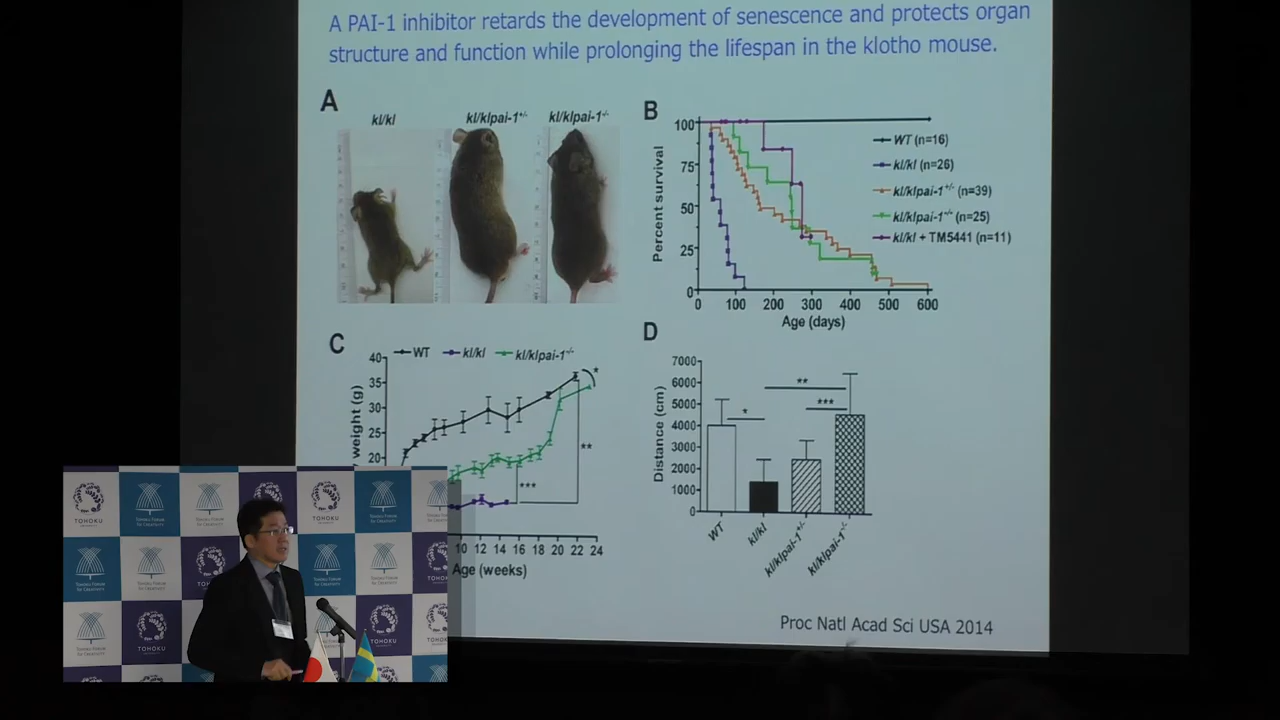 A PAI-1 inhibitor retards the development of senescence and protects organ
structure and function while prolonging the lifespan in the klotho mouse.
A
kl/kl
kl/klpai-1+/-
kl/klpai-1-/-
B
Percent survival
100
75
50
25
0
0 100 200 300 400 500 600
Age (days)
WT (n=16)
kl/kl (n=26)
kl/klpai-1+/- (n=39)
kl/klpai-1-/- (n=25)
kl/kl + TM5441 (n=11)
C
WT kl/kl kl/klpai-1-/-
weight (g)
40
35
30
25
20
*
**
***
10 12 14 16 18 20 22 24
Age (weeks)
D
Distance (cm)
7000
6000
5000
4000
3000
2000
1000
0
*
**
***
WT
kl/kl
kl/klpai-1+/-
kl/klpai-1-/-
Proc Natl Acad Sci USA 2014
TOHOKU
UNIVERSITY
Tohoku Forum
for Creativity